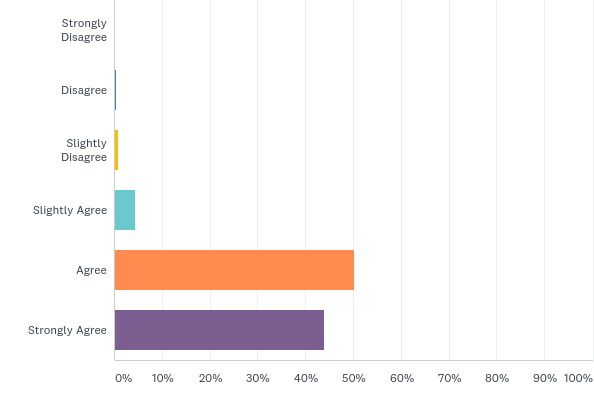 Strongly
Disagree
Disagree
Slightly
Disagree
Slightly Agree
Agree
Strongly Agree
0% 10% 20% 30% 40% 50% 60% 70% 80% 90% 100%